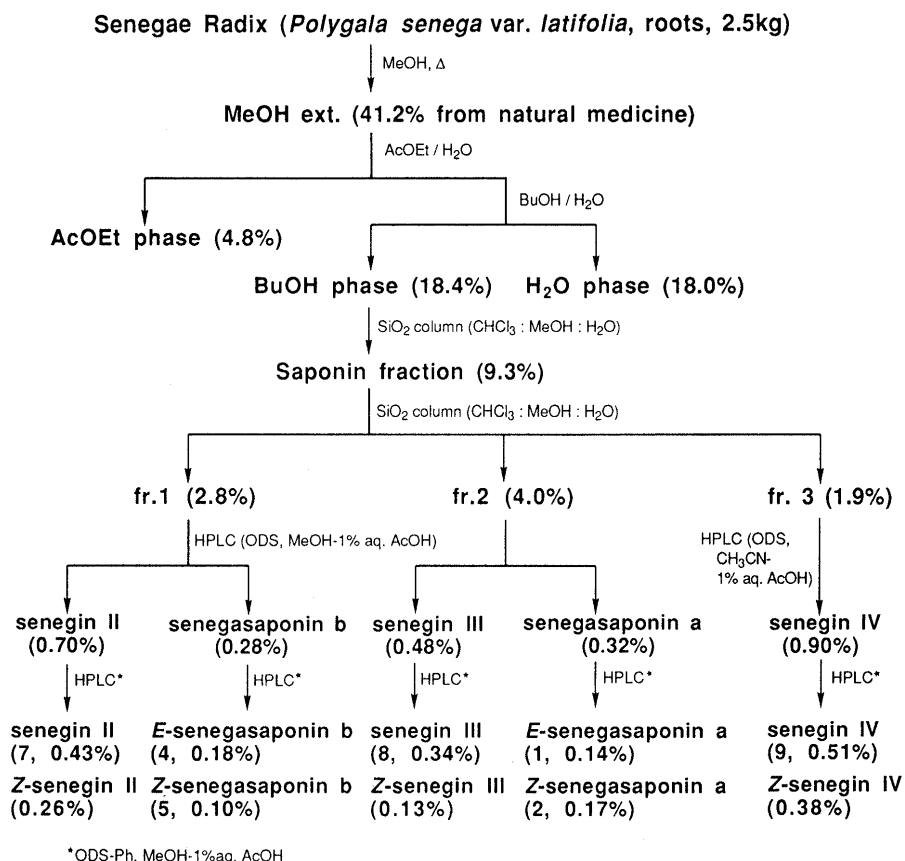 Senegae Radix (Polygala senega var. latifolia, roots, 2.5kg)
MeOH, Δ
MeOH ext. (41.2% from natural medicine)
AcOEt / H₂O
BuOH / H₂O
AcOEt phase (4.8%)
BuOH phase (18.4%)
H₂O phase (18.0%)
SiO₂ column (CHCl₃ : MeOH : H₂O)
Saponin fraction (9.3%)
SiO₂ column (CHCl₃ : MeOH : H₂O)
fr.1 (2.8%)
fr.2 (4.0%)
fr. 3 (1.9%)
HPLC (ODS, MeOH-1% aq. AcOH)
HPLC (ODS,
CH₃CN-
1% aq. AcOH)
senegin II
(0.70%)
senegasaponin b
(0.28%)
senegin III
(0.48%)
senegasaponin a
(0.32%)
senegin IV
(0.90%)
HPLC*
HPLC*
HPLC*
HPLC*
HPLC*
senegin II
(7, 0.43%)
Z-senegin II
(0.26%)
E-senegasaponin b
(4, 0.18%)
Z-senegasaponin b
(5, 0.10%)
senegin III
(8, 0.34%)
Z-senegin III
(0.13%)
E-senegasaponin a
(1, 0.14%)
Z-senegasaponin a
(2, 0.17%)
senegin IV
(9, 0.51%)
Z-senegin IV
(0.38%)
*ODS-Ph, MeOH-1%aq. AcOH